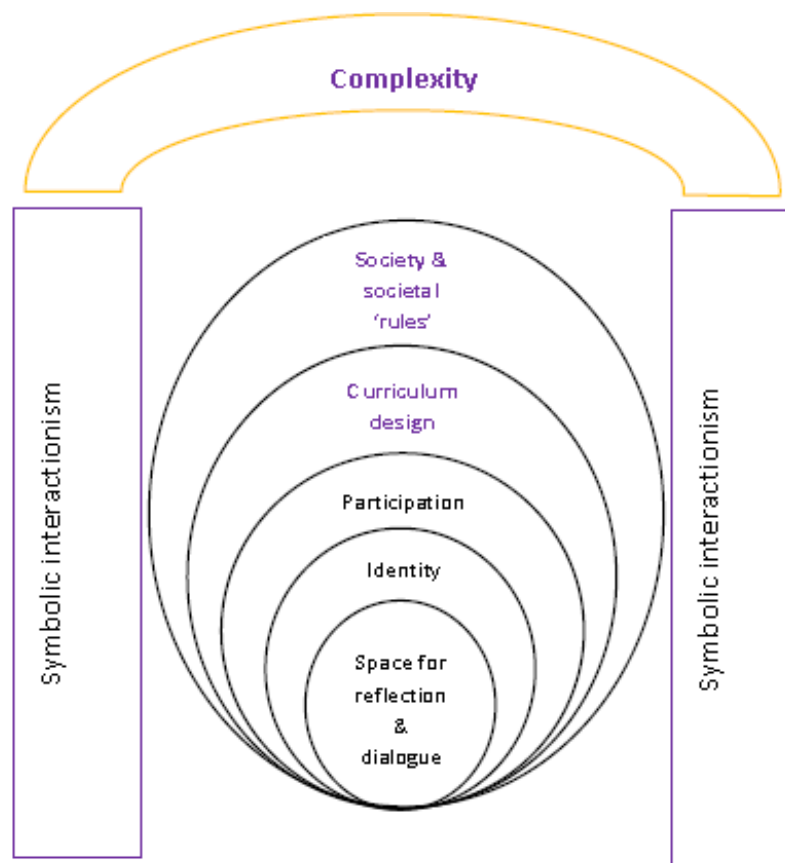 Complexity
Society &
societal
‘rules’
Curriculum
design
Participation
Identity
Space for
reflection
&
dialogue
Symbolic interactionism
Symbolic interactionism